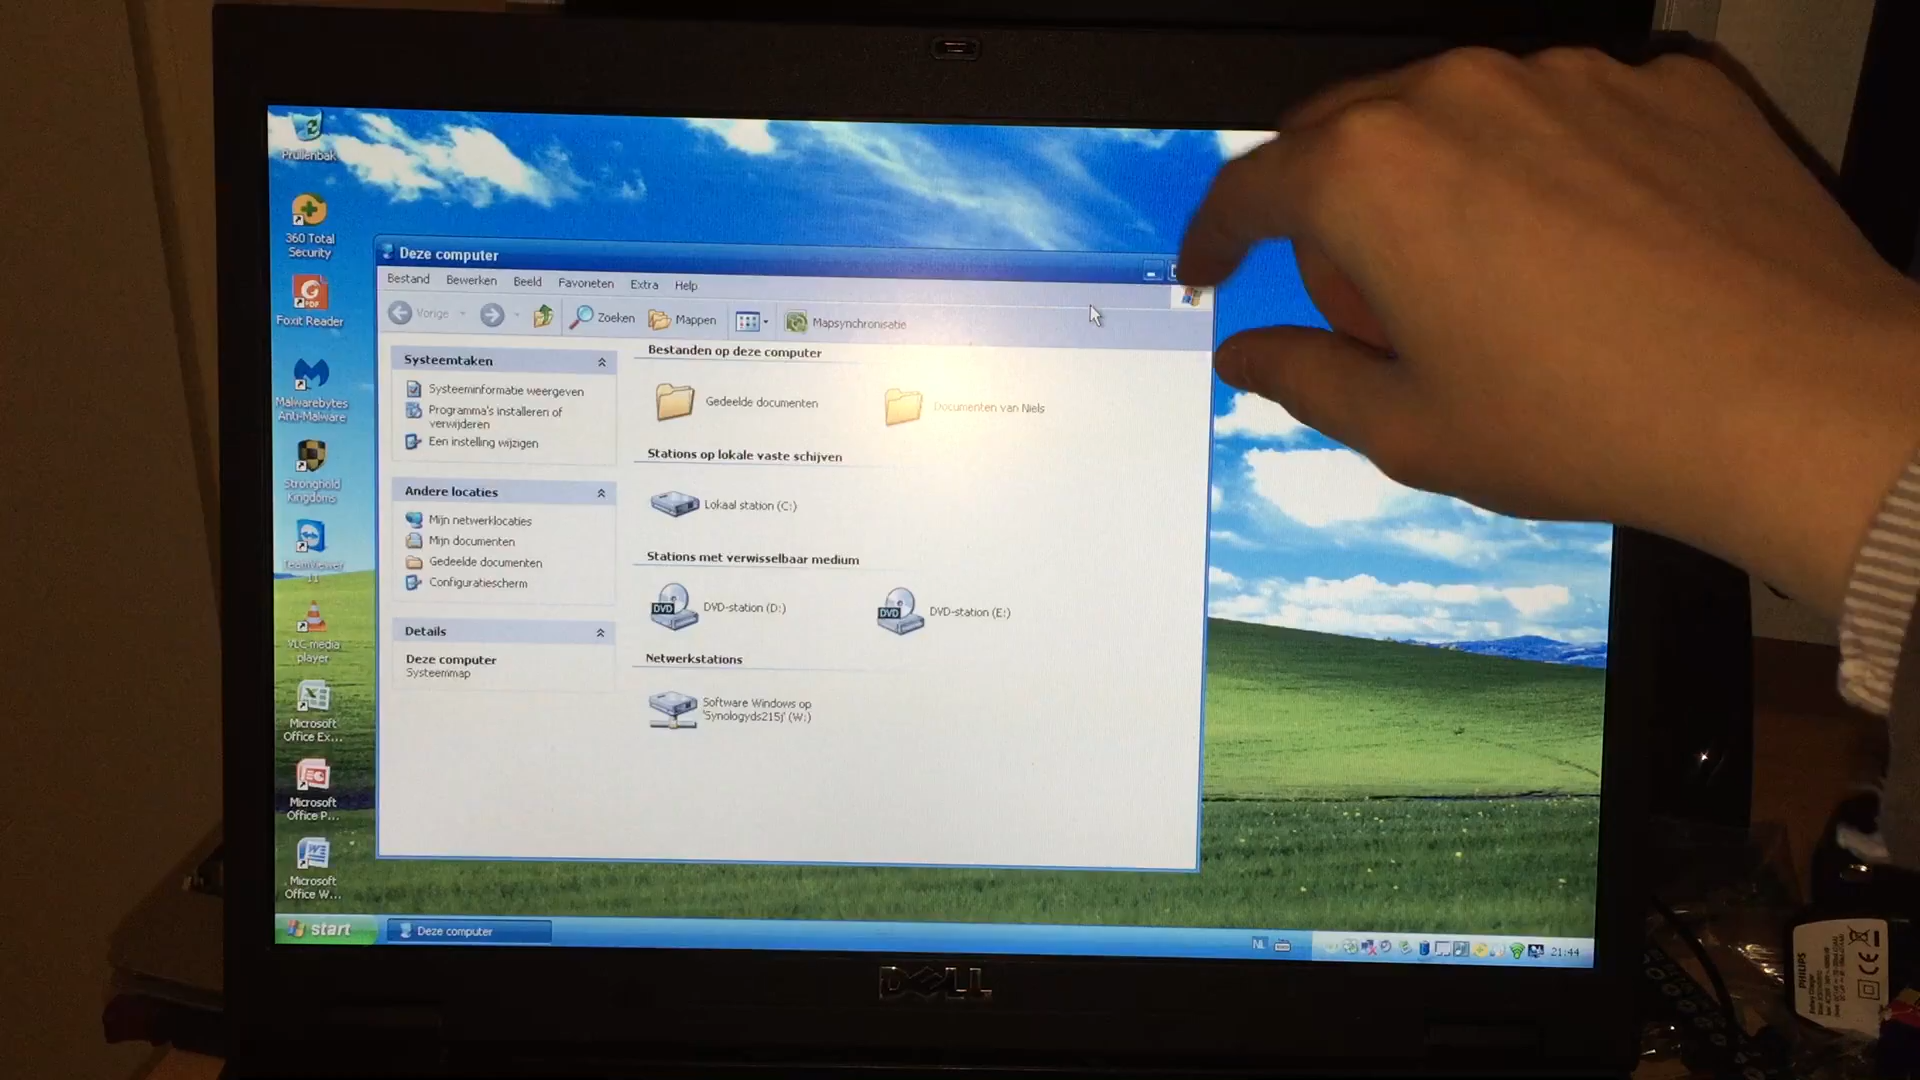 Prullenbak
360 Total
Security
Foxit Reader
Malwarebytes
Anti-Malware
Stronghold
Kingdoms
TeamViewer
11
VLC media
player
Microsoft
Office Ex...
Microsoft
Office P...
Microsoft
Office W...
Deze computer
Bestand Bewerken Beeld Favorieten Extra Help
Vorige Zoeken Mappen Mapsynchronisatie
Systeemtaken
Systeeminformatie weergeven
Programma's installeren of
verwijderen
Een instelling wijzigen
Andere locaties
Mijn netwerklocaties
Mijn documenten
Gedeelde documenten
Configuratiescherm
Details
Deze computer
Systeemmap
Bestanden op deze computer
Gedeelde documenten
Documenten van Niels
Stations op lokale vaste schijven
Lokaal station (C:)
Stations met verwisselbaar medium
DVD
DVD-station (D:)
DVD
DVD-station (E:)
Netwerkstations
Software Windows op
'Synologyds215j' (W:)
start
Deze computer
NL
21:44
DELL
PHILIPS
CE